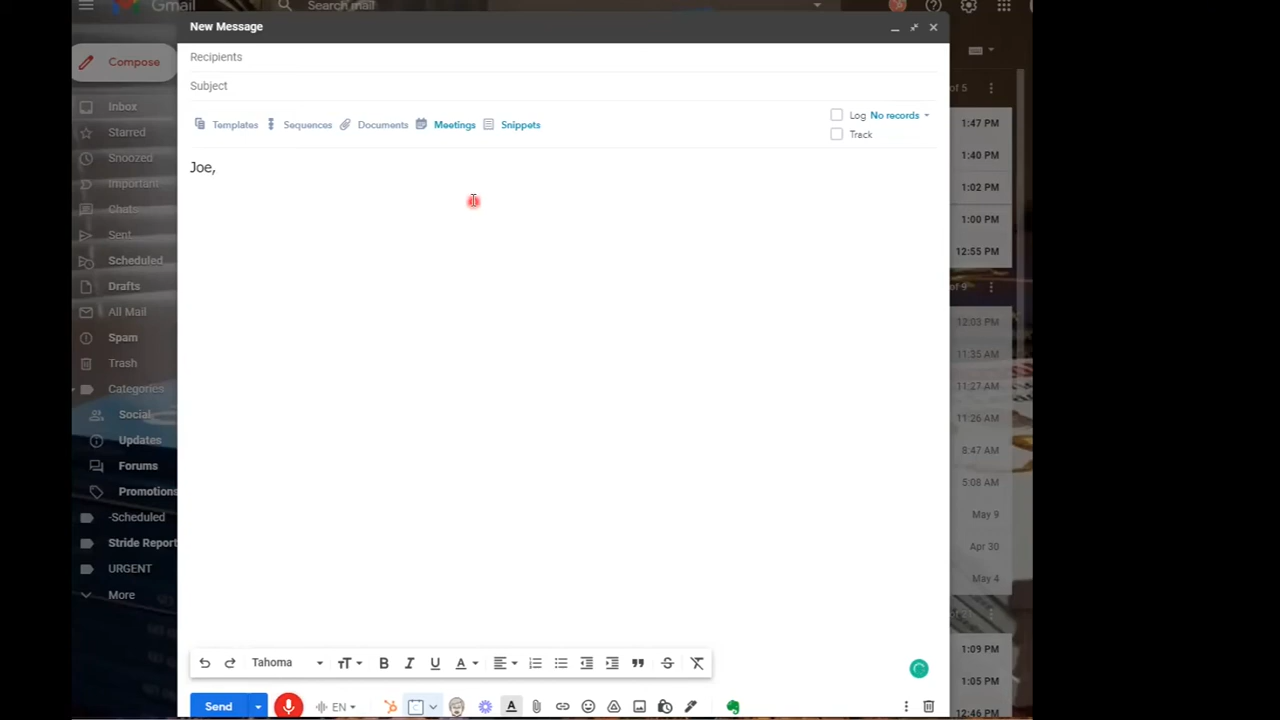 Gmail
Search mail
New Message
Compose
Recipients
Subject
of 5
Inbox
Starred
Snoozed
Important
Chats
Sent
Scheduled
Drafts
All Mail
Spam
Trash
Categories
Social
Updates
Forums
Promotions
-Scheduled
Stride Report
URGENT
More
Templates
Sequences
Documents
Meetings
Snippets
Log No records
Track
Joe,
1:47 PM
1:40 PM
1:02 PM
1:00 PM
12:55 PM
of 9
12:03 PM
11:35 AM
11:27 AM
11:26 AM
8:47 AM
5:08 AM
May 9
Apr 30
May 4
1:09 PM
1:05 PM
12:46 PM
Tahoma
Send
EN